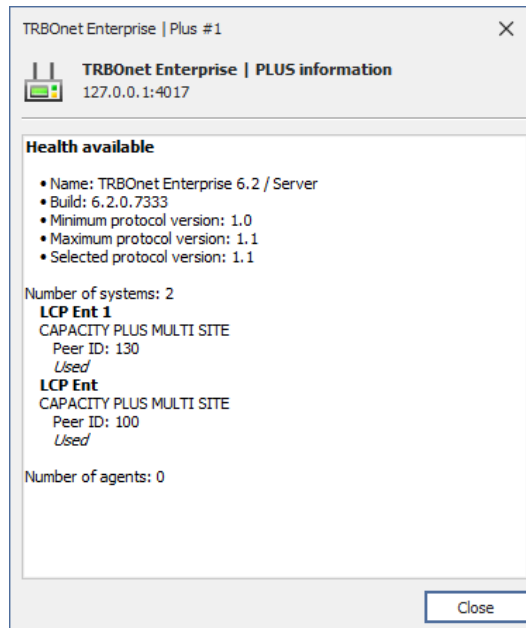 TRBOnet Enterprise | Plus #1
TRBOnet Enterprise | PLUS information
127.0.0.1:4017
Health available
• Name: TRBOnet Enterprise 6.2 / Server
• Build: 6.2.0.7333
• Minimum protocol version: 1.0
• Maximum protocol version: 1.1
• Selected protocol version: 1.1
Number of systems: 2
LCP Ent 1
CAPACITY PLUS MULTI SITE
Peer ID: 130
Used
LCP Ent
CAPACITY PLUS MULTI SITE
Peer ID: 100
Used
Number of agents: 0
Close